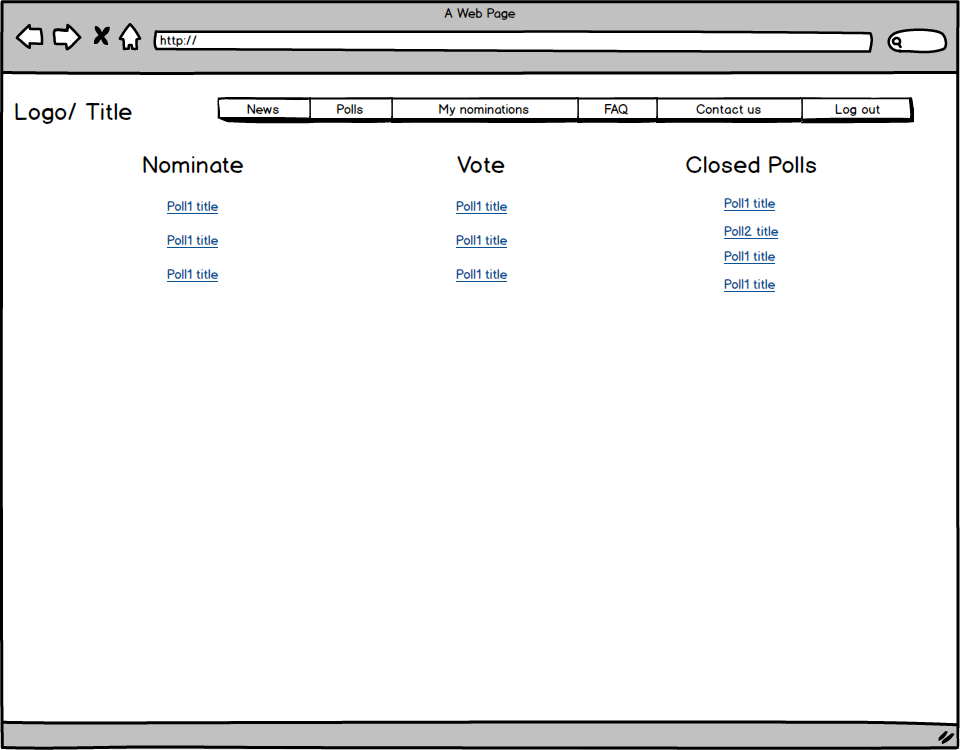 A Web Page
http://
Logo/ Title
News Polls My nominations FAQ Contact us Log out
Nominate Vote Closed Polls
Poll1 title Poll1 title Poll1 title
Poll1 title Poll1 title Poll2 title
Poll1 title
Poll1 title Poll1 title Poll1 title